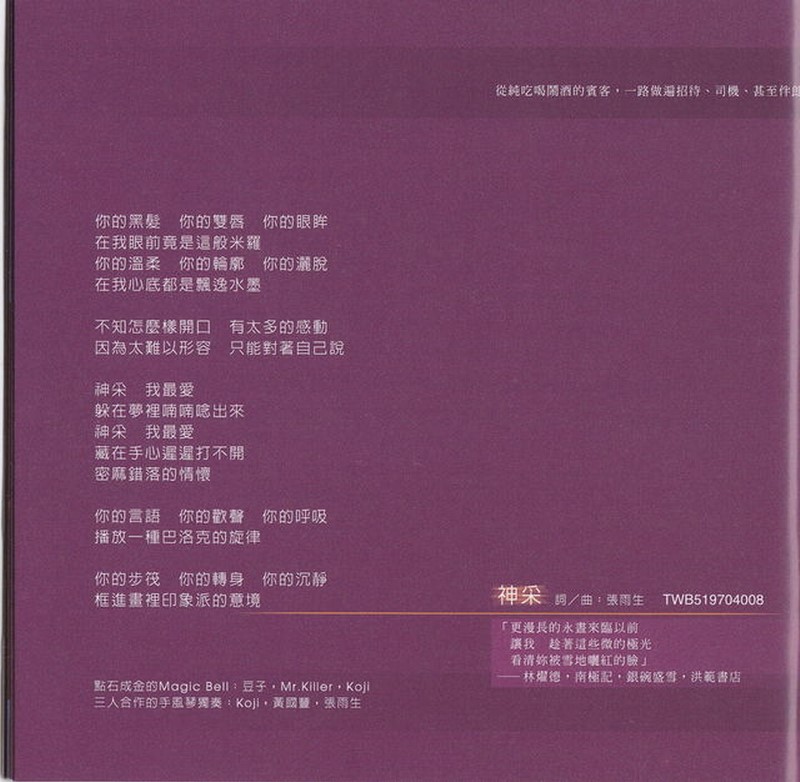 從純吃喝鬧酒的賓客，一路做遍招待、司機、甚至伴郎
你的黑髮　你的雙唇　你的眼眸
在我眼前竟是這般米羅
你的溫柔　你的輪廓　你的灑脫
在我心底都是飄逸水墨
不知怎麼樣開口　有太多的感動
因為太難以形容　只能對著自己說
神采　我最愛
躲在夢裡喃喃唸出來
神采　我最愛
藏在手心遲遲打不開
密麻錯落的情懷
你的言語　你的歡聲　你的呼吸
播放一種巴洛克的旋律
你的步筏　你的轉身　你的沉靜
框進畫裡印象派的意境
神采 詞／曲：張雨生 TWB519704008
「更漫長的永晝來臨以前
讓我　趁著這些微的極光
看清妳被雪地曬紅的臉」
——林燿德，南極記，銀碗盛雪，洪範書店
點石成金的Magic Bell：豆子，Mr.Killer，Koji
三人合作的手風琴獨奏：Koji，黃國豐，張雨生